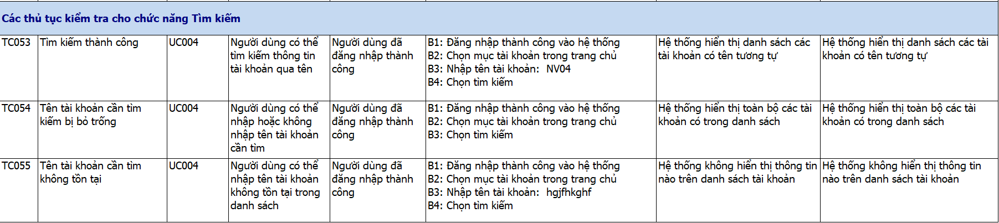 Các thủ tục kiểm tra cho chức năng Tìm kiếm
TC053
Tìm kiếm thành công
UC004
Người dùng có thể
tìm kiếm thông tin
tài khoản qua tên
Người dùng đã
đăng nhập thành
công
B1: Đăng nhập thành công vào hệ thống
B2: Chọn mục tài khoản trong trang chủ
B3: Nhập tên tài khoản:  NV04
B4: Chọn tìm kiếm
Hệ thống hiển thị danh sách các
tài khoản có tên tương tự
Hệ thống hiển thị danh sách các tài
khoản có tên tương tự
TC054
Tên tài khoản cần tìm
kiếm bị bỏ trống
UC004
Người dùng có thể
nhập hoặc không
nhập tên tài khoản
cần tìm
Người dùng đã
đăng nhập thành
công
B1: Đăng nhập thành công vào hệ thống
B2: Chọn mục tài khoản trong trang chủ
B3: Chọn tìm kiếm
Hệ thống hiển thị toàn bộ các tài
khoản có trong danh sách
Hệ thống hiển thị toàn bộ các tài
khoản có trong danh sách
TC055
Tên tài khoản cần tìm
không tồn tại
UC004
Người dùng có thể
nhập tên tài khoản
không tồn tại trong
danh sách
Người dùng đã
đăng nhập thành
công
B1: Đăng nhập thành công vào hệ thống
B2: Chọn mục tài khoản trong trang chủ
B3: Nhập tên tài khoản:  hgjfhkghf
B4: Chọn tìm kiếm
Hệ thống không hiển thị thông tin
nào trên danh sách tài khoản
Hệ thống không hiển thị thông tin
nào trên danh sách tài khoản